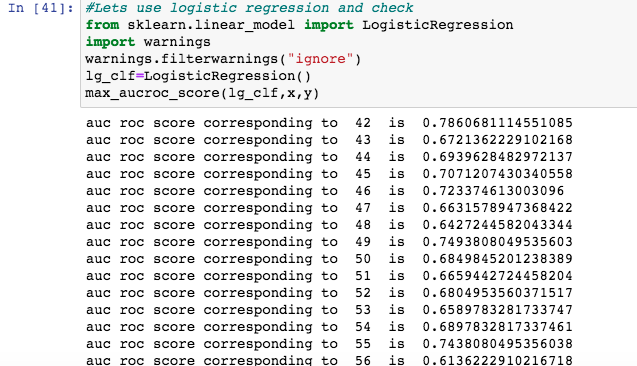 In [41]: #Lets use logistic regression and check
from sklearn.linear_model import LogisticRegression
import warnings
warnings.filterwarnings("ignore")
lg_clf=LogisticRegression()
max_aucroc_score(lg_clf,x,y)
auc roc score corresponding to 42 is 0.7860681114551085
auc roc score corresponding to 43 is 0.6721362229102168
auc roc score corresponding to 44 is 0.6939628482972137
auc roc score corresponding to 45 is 0.7071207430340558
auc roc score corresponding to 46 is 0.723374613003096
auc roc score corresponding to 47 is 0.6631578947368422
auc roc score corresponding to 48 is 0.6427244582043344
auc roc score corresponding to 49 is 0.7493808049535603
auc roc score corresponding to 50 is 0.6849845201238389
auc roc score corresponding to 51 is 0.6659442724458204
auc roc score corresponding to 52 is 0.6804953560371517
auc roc score corresponding to 53 is 0.6589783281733747
auc roc score corresponding to 54 is 0.6897832817337461
auc roc score corresponding to 55 is 0.7438080495356038
auc roc score corresponding to 56 is 0.6136222910216718